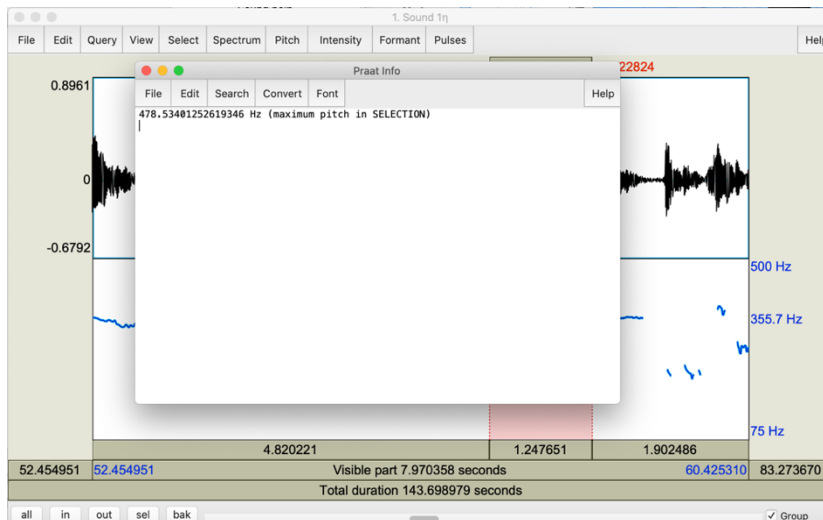 1. Sound 1η
File Edit Query View Select Spectrum Pitch Intensity Formant Pulses
Praat Info
22824
File Edit Search Convert Font Help
478.53401252619346 Hz (maximum pitch in SELECTION)
0.8961
0
-0.6792
500 Hz
355.7 Hz
75 Hz
4.820221 1.247651 1.902486
52.454951 52.454951 Visible part 7.970358 seconds 60.425310 83.273670
Total duration 143.698979 seconds
all in out sel bak Group